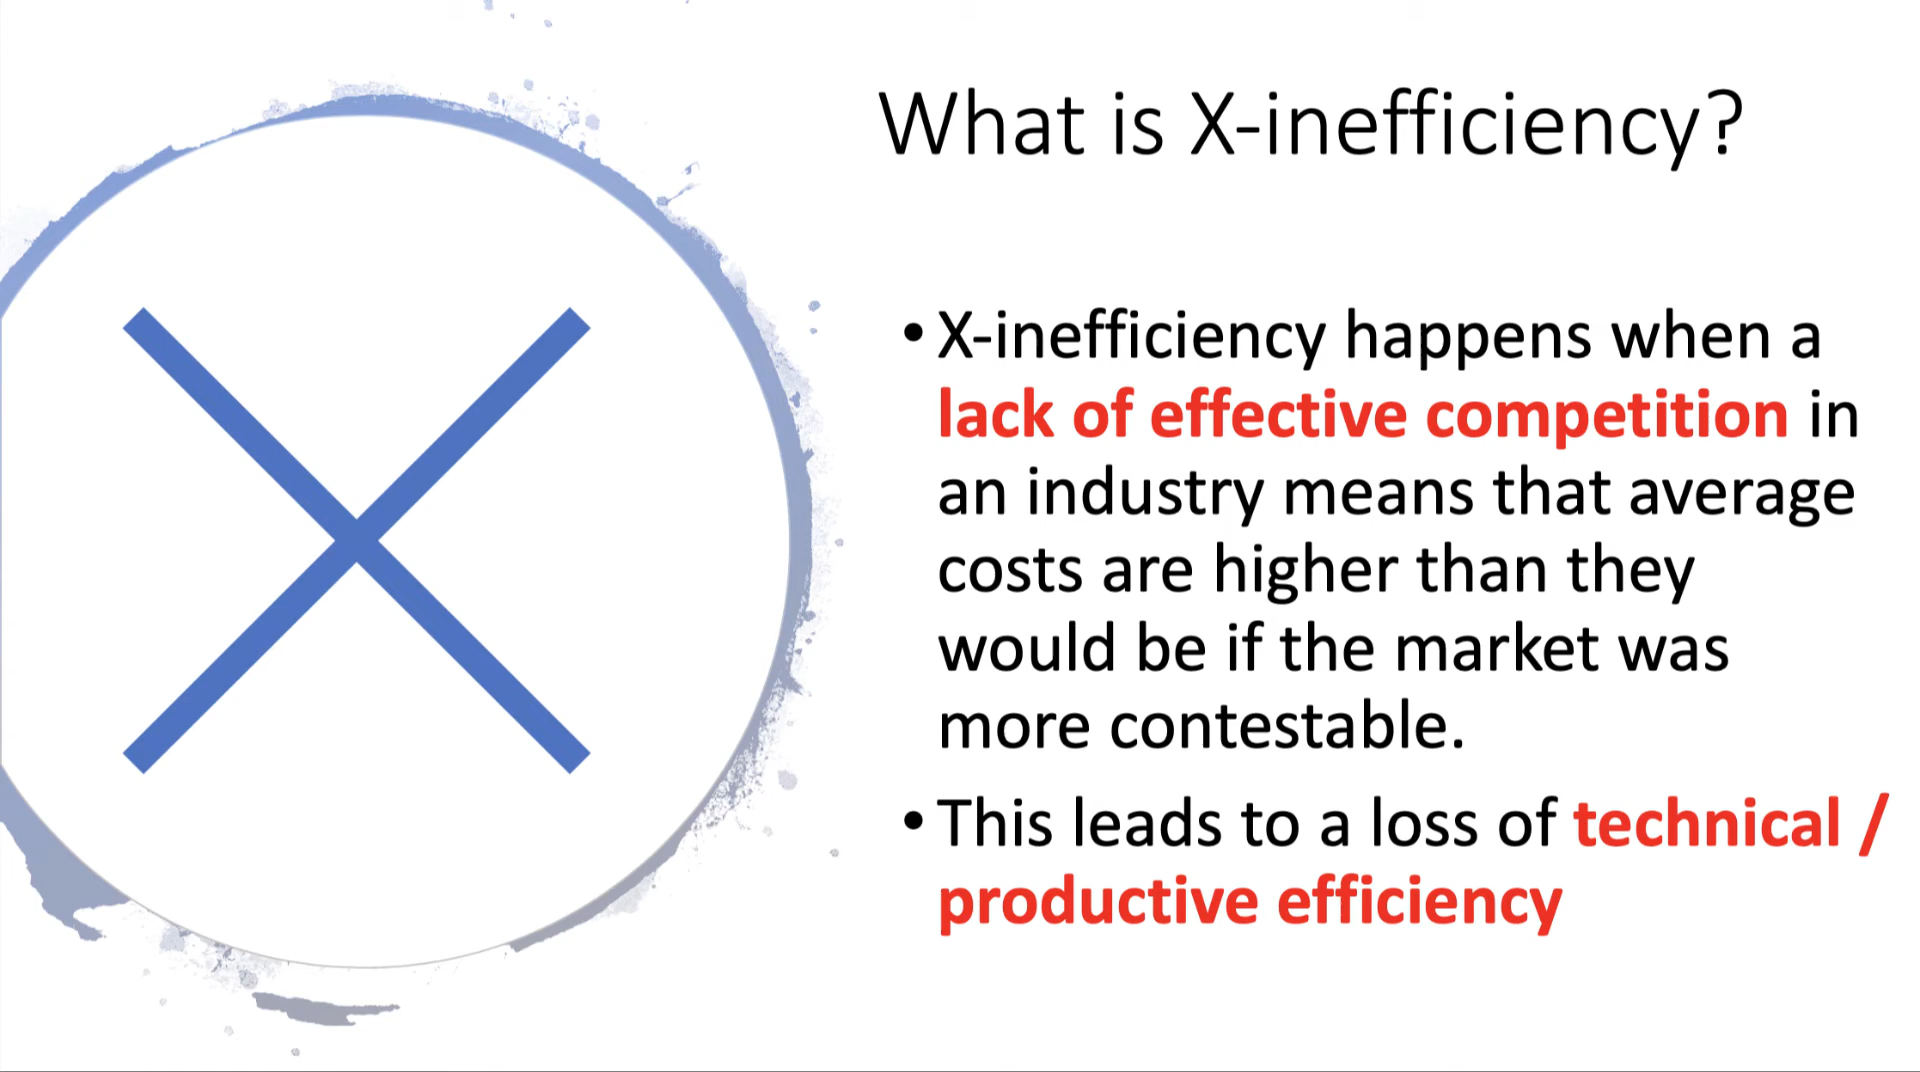 What is X-inefficiency?
• X-inefficiency happens when a
lack of effective competition in
an industry means that average
costs are higher than they
would be if the market was
more contestable.
• This leads to a loss of technical /
productive efficiency